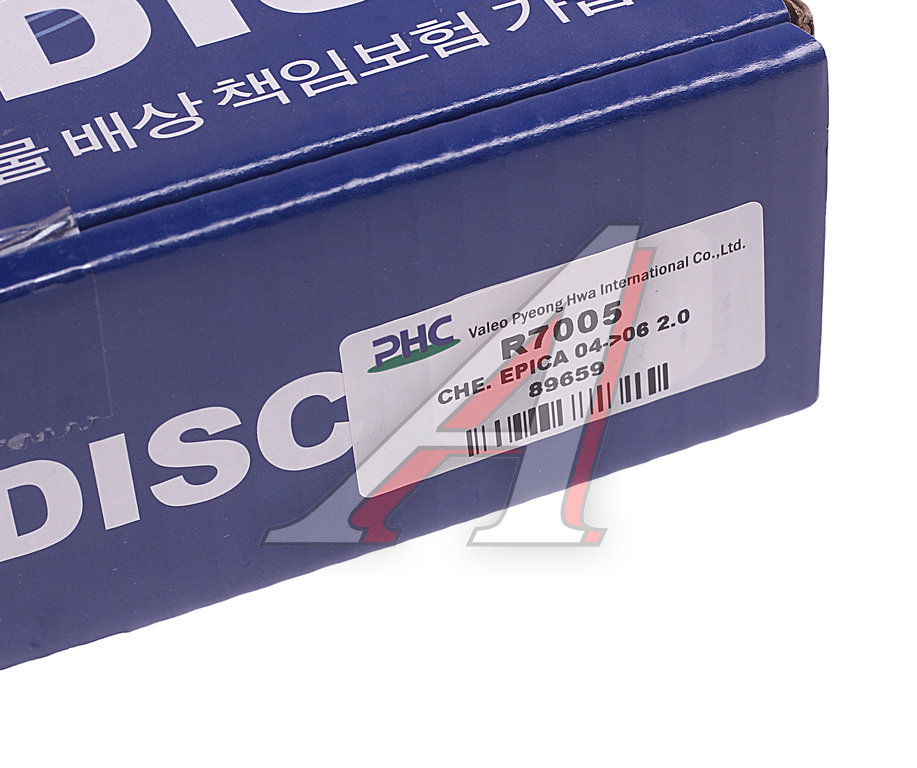 DIS
물 배상 책임보험 가입
PHC Valeo Pyeong Hwa International Co.,Ltd.
R7005
CHE. EPICA 04->06 2.0
89659
DISC